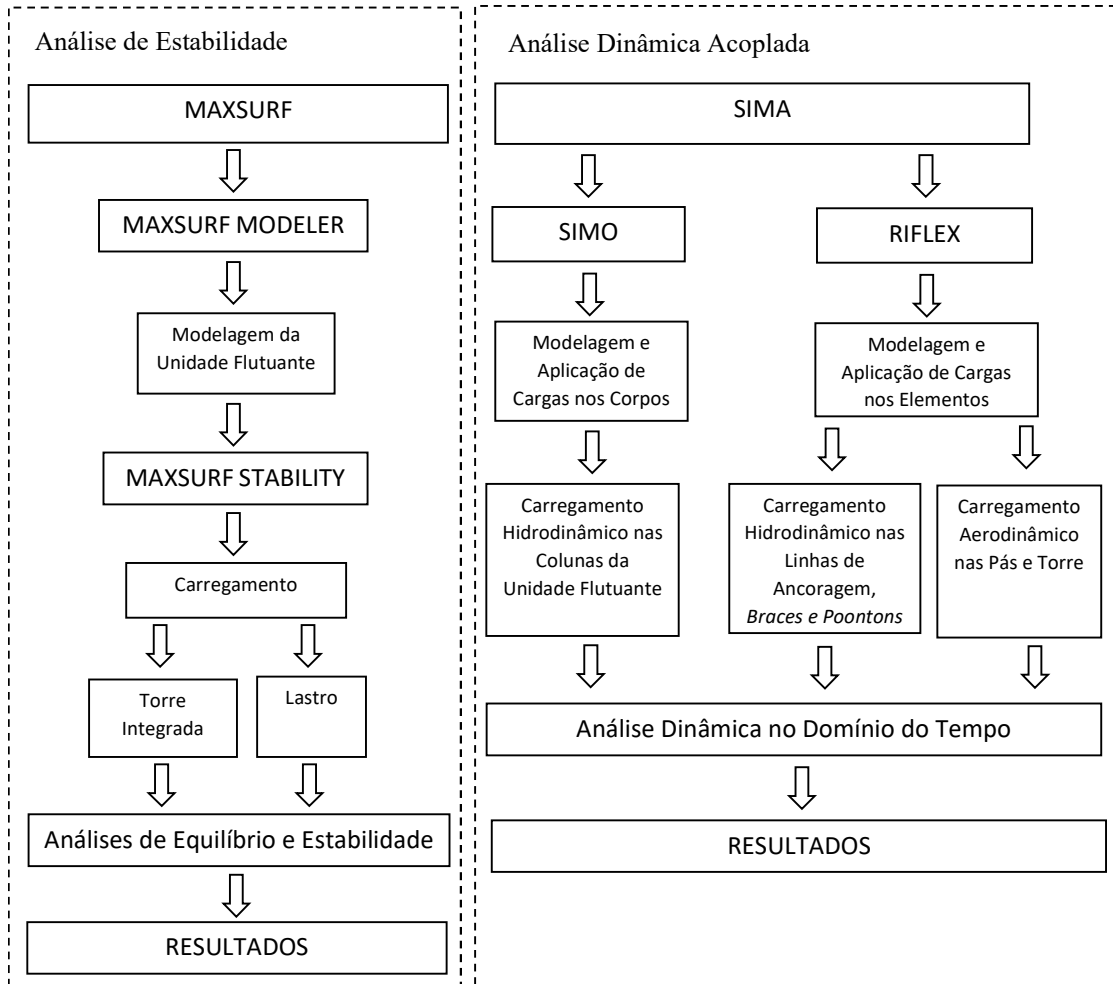 Análise de Estabilidade
MAXSURF
MAXSURF MODELER
Modelagem da
Unidade Flutuante
MAXSURF STABILITY
Carregamento
Torre
Integrada
Lastro
Análises de Equilíbrio e Estabilidade
RESULTADOS
Análise Dinâmica Acoplada
SIMA
SIMO
RIFLEX
Modelagem e
Aplicação de
Cargas nos Corpos
Modelagem e
Aplicação de Cargas
nos Elementos
Carregamento
Hidrodinâmico nas
Colunas da
Unidade Flutuante
Carregamento
Hidrodinâmico nas
Linhas de
Ancoragem,
Braces e Poontons
Carregamento
Aerodinâmico
nas Pás e Torre
Análise Dinâmica no Domínio do Tempo
RESULTADOS